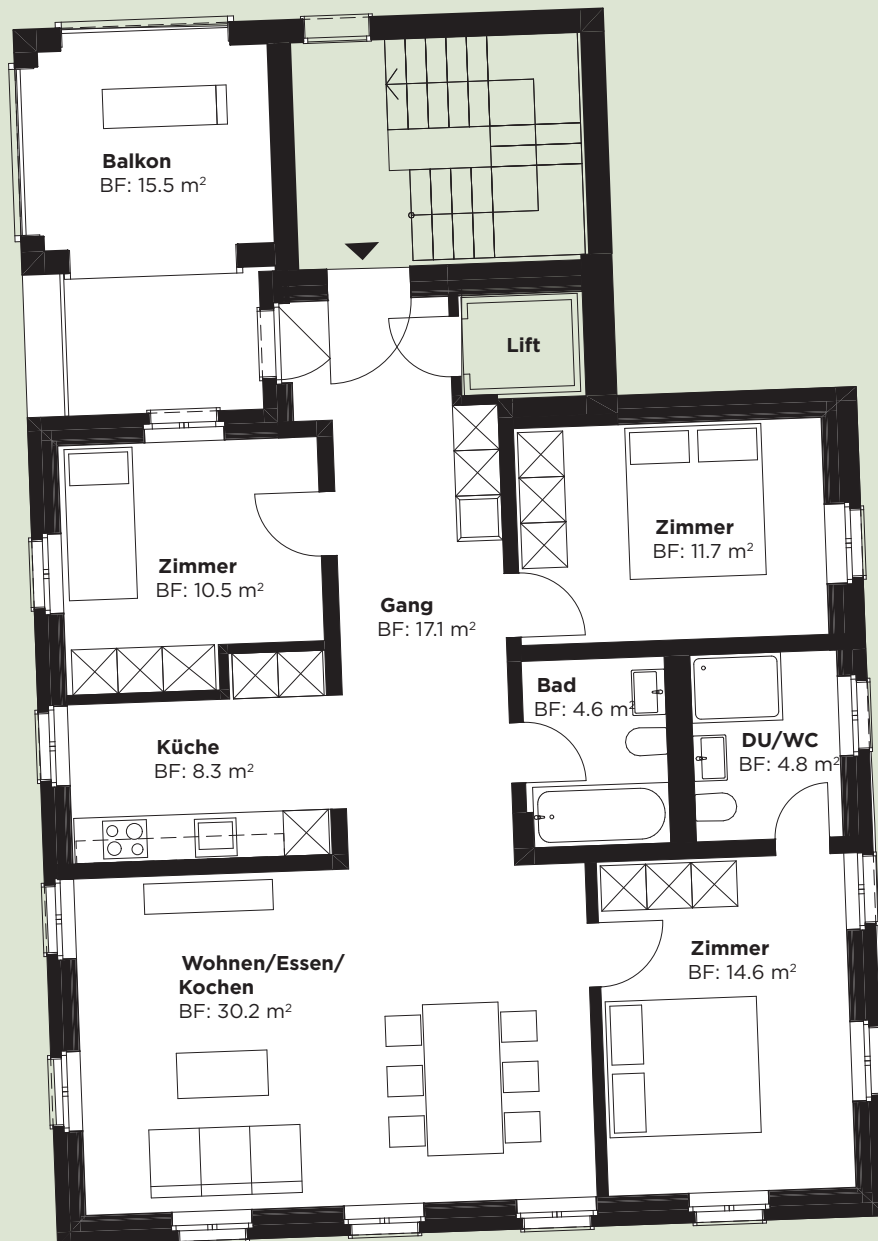 Balkon
BF: 15.5 m²
Lift
Zimmer
BF: 11.7 m²
Zimmer
BF: 10.5 m²
Gang
BF: 17.1 m²
Bad
BF: 4.6 m²
Küche
BF: 8.3 m²
DU/WC
BF: 4.8 m²
Zimmer
BF: 14.6 m²
Wohnen/Essen/
Kochen
BF: 30.2 m²